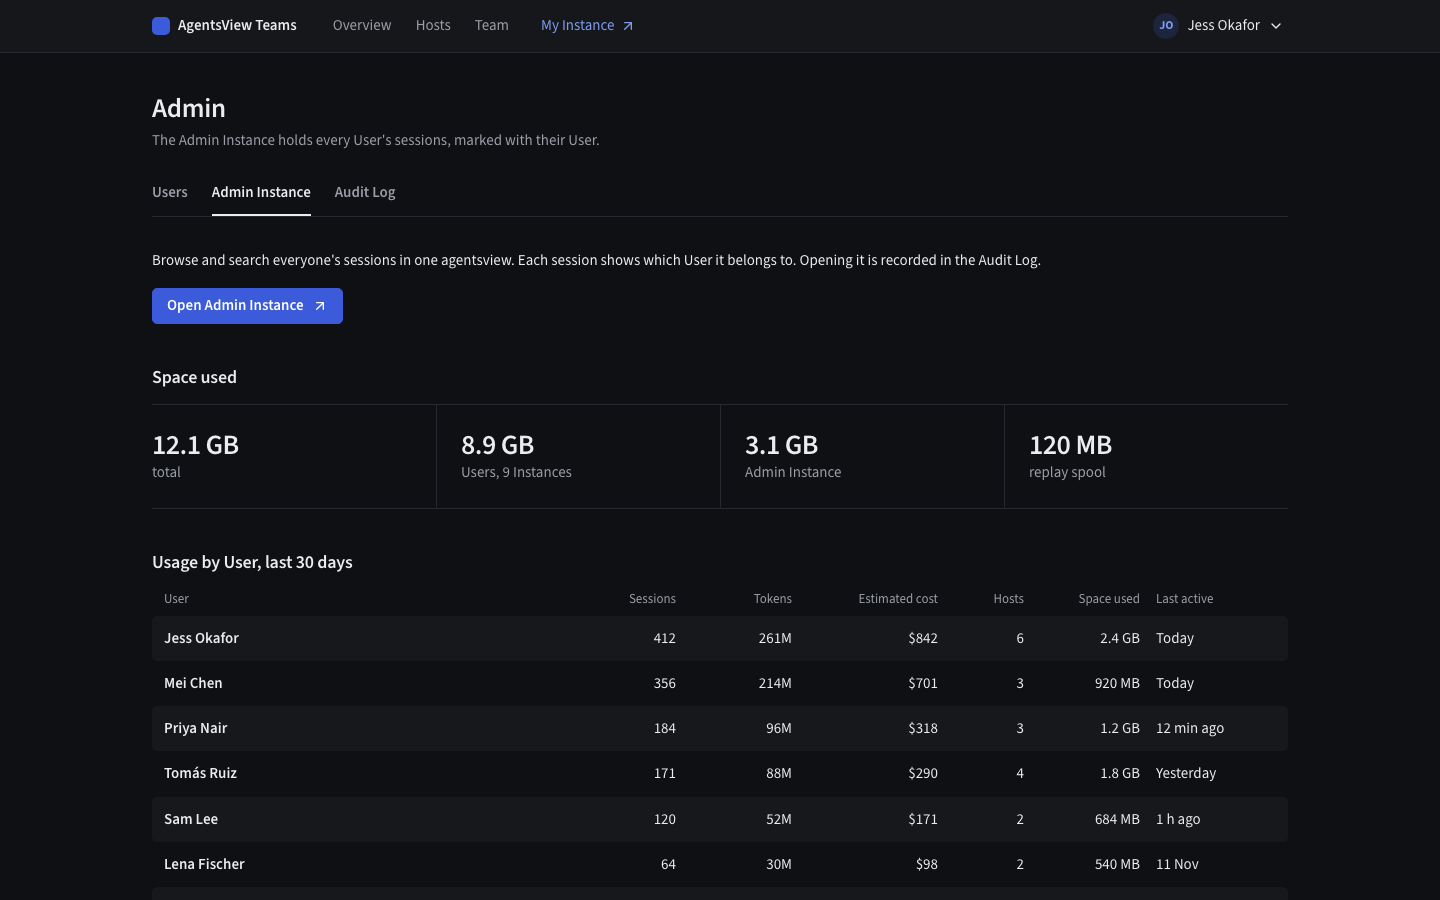 AgentsView Teams Overview Hosts Team My Instance JO Jess Okafor
Admin
The Admin Instance holds every User's sessions, marked with their User.
Users Admin Instance Audit Log
Browse and search everyone's sessions in one agentsview. Each session shows which User it belongs to. Opening it is recorded in the Audit Log.
Open Admin Instance
Space used
12.1 GB 8.9 GB 3.1 GB 120 MB
total Users, 9 Instances Admin Instance replay spool
Usage by User, last 30 days
User Sessions Tokens Estimated cost Hosts Space used Last active
Jess Okafor 412 261M $842 6 2.4 GB Today
Mei Chen 356 214M $701 3 920 MB Today
Priya Nair 184 96M $318 3 1.2 GB 12 min ago
Tomás Ruiz 171 88M $290 4 1.8 GB Yesterday
Sam Lee 120 52M $171 2 684 MB 1 h ago
Lena Fischer 64 30M $98 2 540 MB 11 Nov